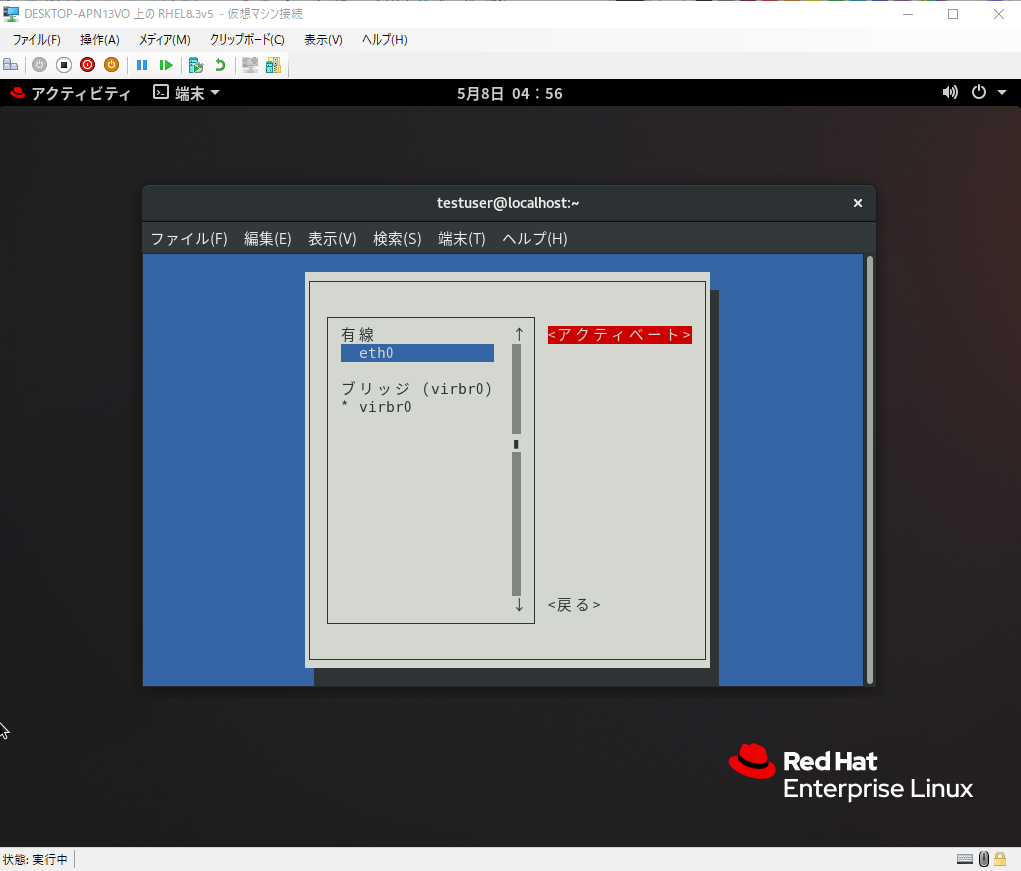 DESKTOP-APN13VO 上の RHEL8.3v5 - 仮想マシン接続
ファイル(F) 操作(A) メディア(M) クリップボード(C) 表示(V) ヘルプ(H)
アクティビティ 端末 5月8日 04：56
testuser@localhost:~
ファイル(F) 編集(E) 表示(V) 検索(S) 端末(T) ヘルプ(H)
有線 ↑ <アクティベート>
eth0
ブリッジ (virbr0)
* virbr0
↓ <戻る>
Red Hat
Enterprise Linux
状態: 実行中